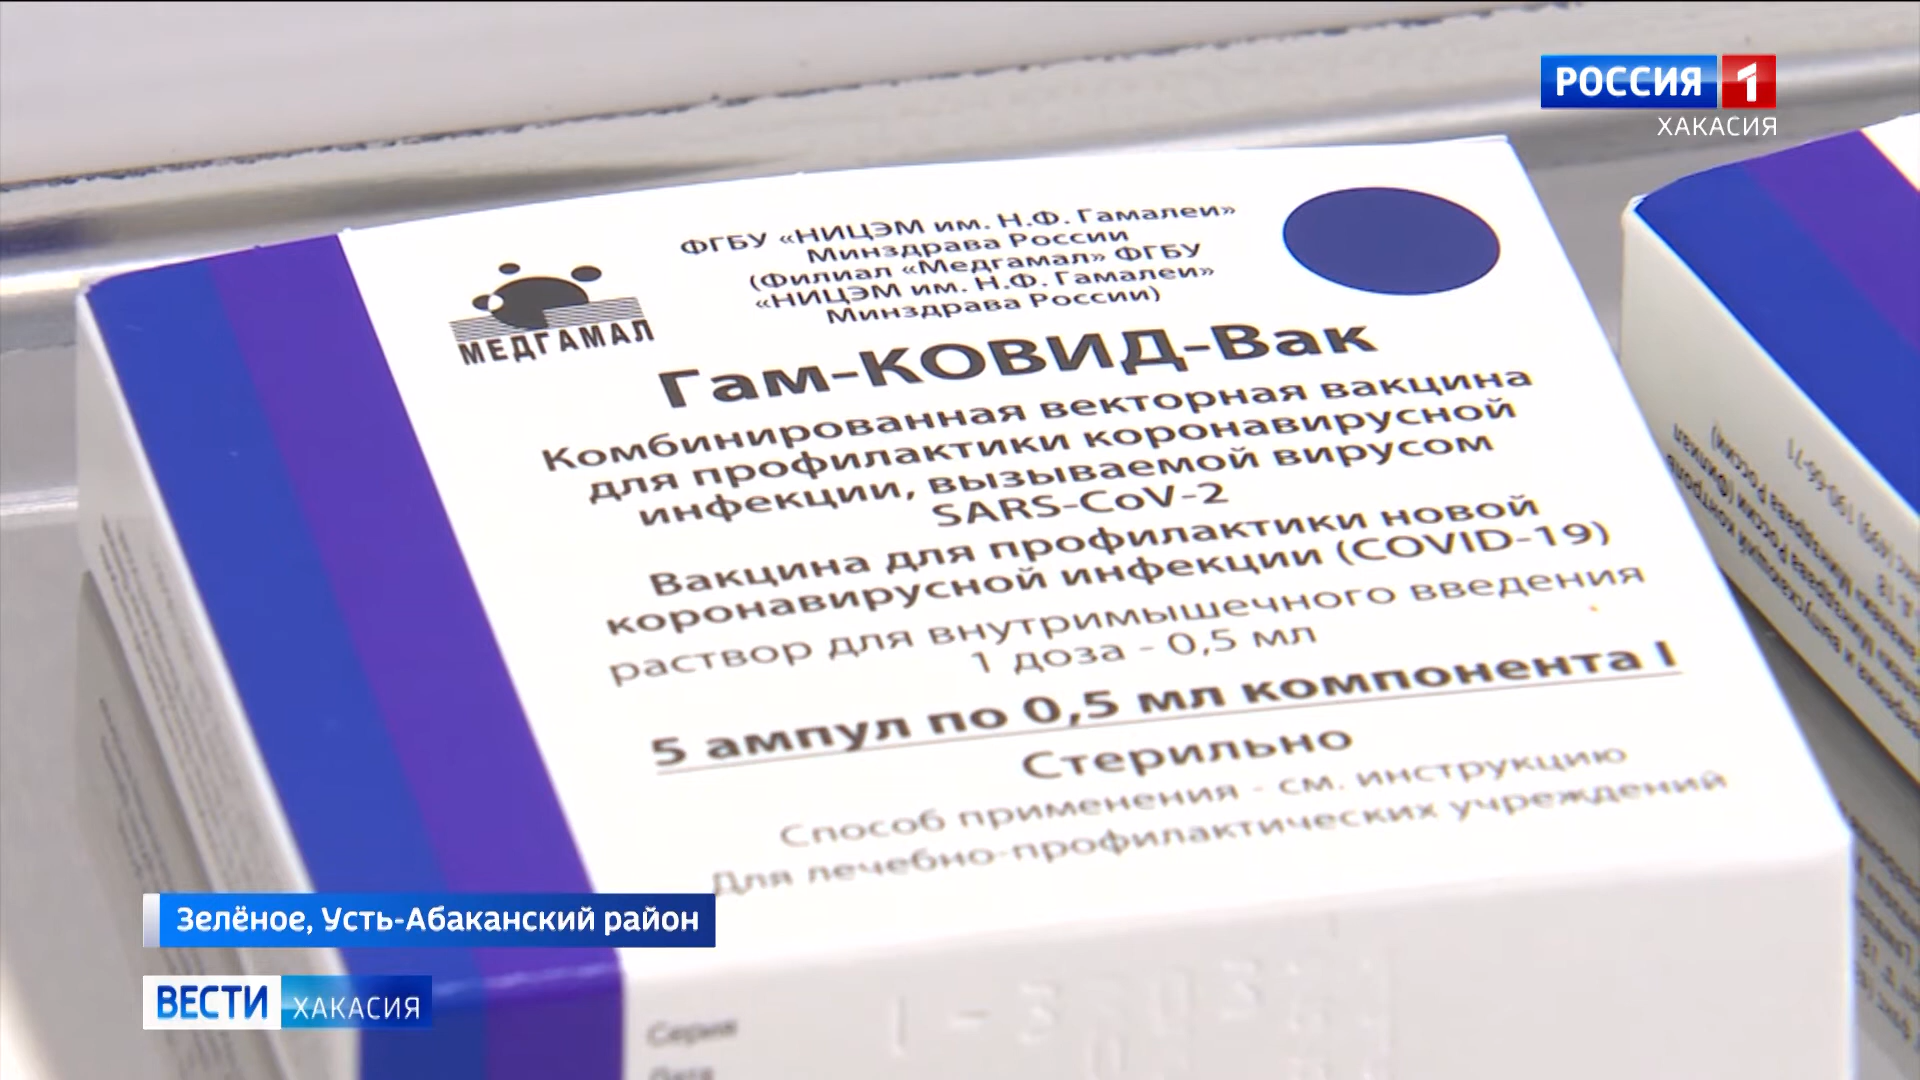 РОССИЯ 1
ХАКАСИЯ
ФГБУ «НИЦЭМ им. Н.Ф. Гамалеи»
Минздрава России
(Филиал «Медгамал» ФГБУ
«НИЦЭМ им. Н.Ф. Гамалеи»
Минздрава России)
МЕДГАМАЛ
Гам-КОВИД-Вак
Комбинированная векторная вакцина
для профилактики коронавирусной
инфекции, вызываемой вирусом
SARS-CoV-2
Вакцина для профилактики новой
коронавирусной инфекции (COVID-19)
раствор для внутримышечного введения
1 доза - 0,5 мл
5 ампул по 0,5 мл компонента I
Стерильно
Способ применения - см. инструкцию
Для лечебно-профилактических учреждений
Серия
Дата
Зелёное, Усть-Абаканский район
ВЕСТИ ХАКАСИЯ